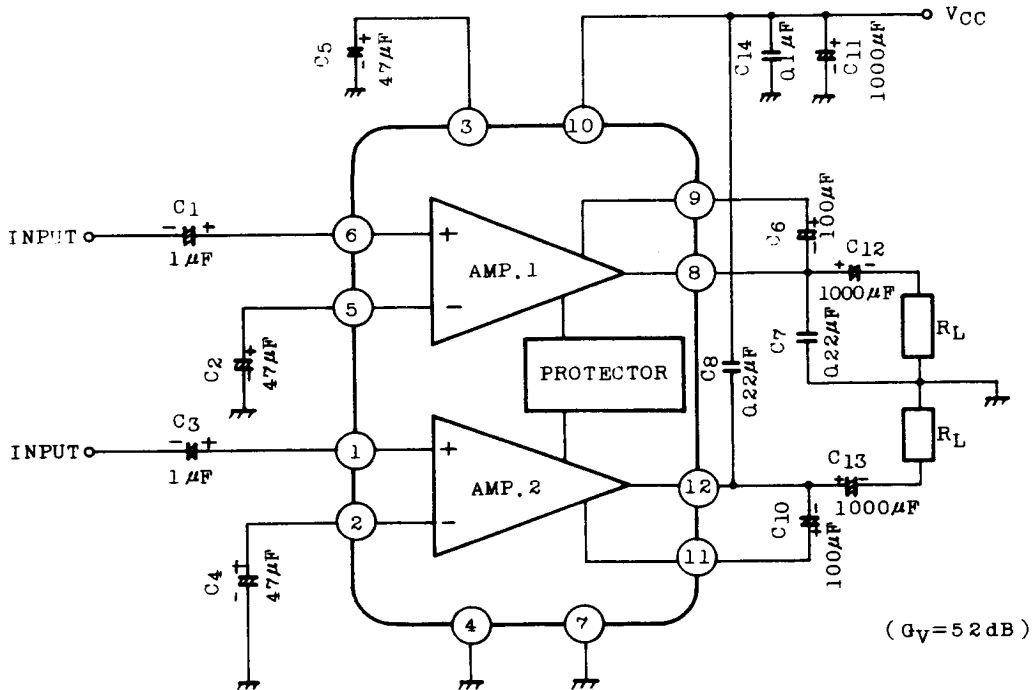 VCC
C5
47μF
C14
0.1μF
C11
1000μF
3
10
9
C6
100μF
INPUT
C1
1μF
6
AMP.1
8
C12
1000μF
5
C2
47μF
RL
C7
0.22μF
C8
0.22μF
PROTECTOR
INPUT
C3
1μF
1
RL
AMP.2
12
C13
1000μF
2
C10
100μF
11
C4
47μF
4
7
(GV=52dB)